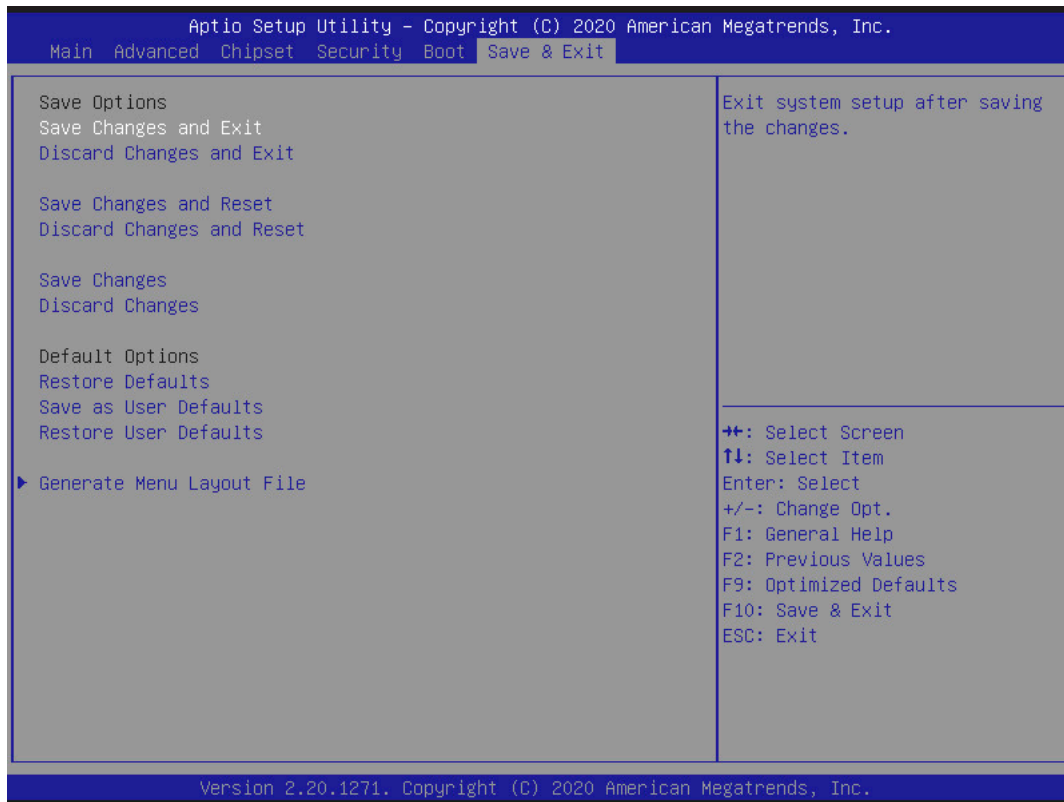 Aptio Setup Utility – Copyright (C) 2020 American Megatrends, Inc.
Main Advanced Chipset Security Boot Save & Exit
Save Options
Save Changes and Exit
Discard Changes and Exit
Save Changes and Reset
Discard Changes and Reset
Save Changes
Discard Changes
Default Options
Restore Defaults
Save as User Defaults
Restore User Defaults
▶ Generate Menu Layout File
Exit system setup after saving
the changes.
→←: Select Screen
↑↓: Select Item
Enter: Select
+/-: Change Opt.
F1: General Help
F2: Previous Values
F9: Optimized Defaults
F10: Save & Exit
ESC: Exit
Version 2.20.1271. Copyright (C) 2020 American Megatrends, Inc.